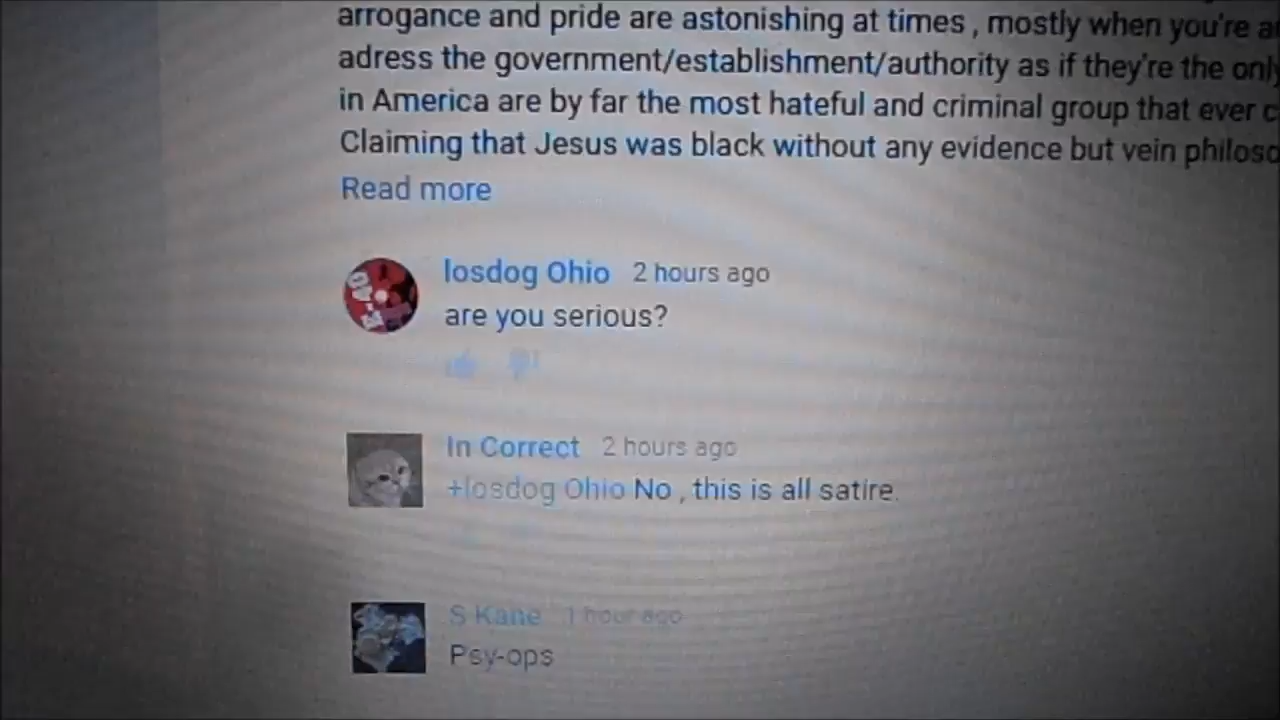 arrogance and pride are astonishing at times , mostly when you're
adress the government/establishment/authority as if they're the only
in America are by far the most hateful and criminal group that ever
Claiming that Jesus was black without any evidence but vein
Read more
losdog Ohio 2 hours ago
are you serious?
In Correct 2 hours ago
+losdog Ohio No , this is all satire.
S Kane 1 hour ago
Psy-ops